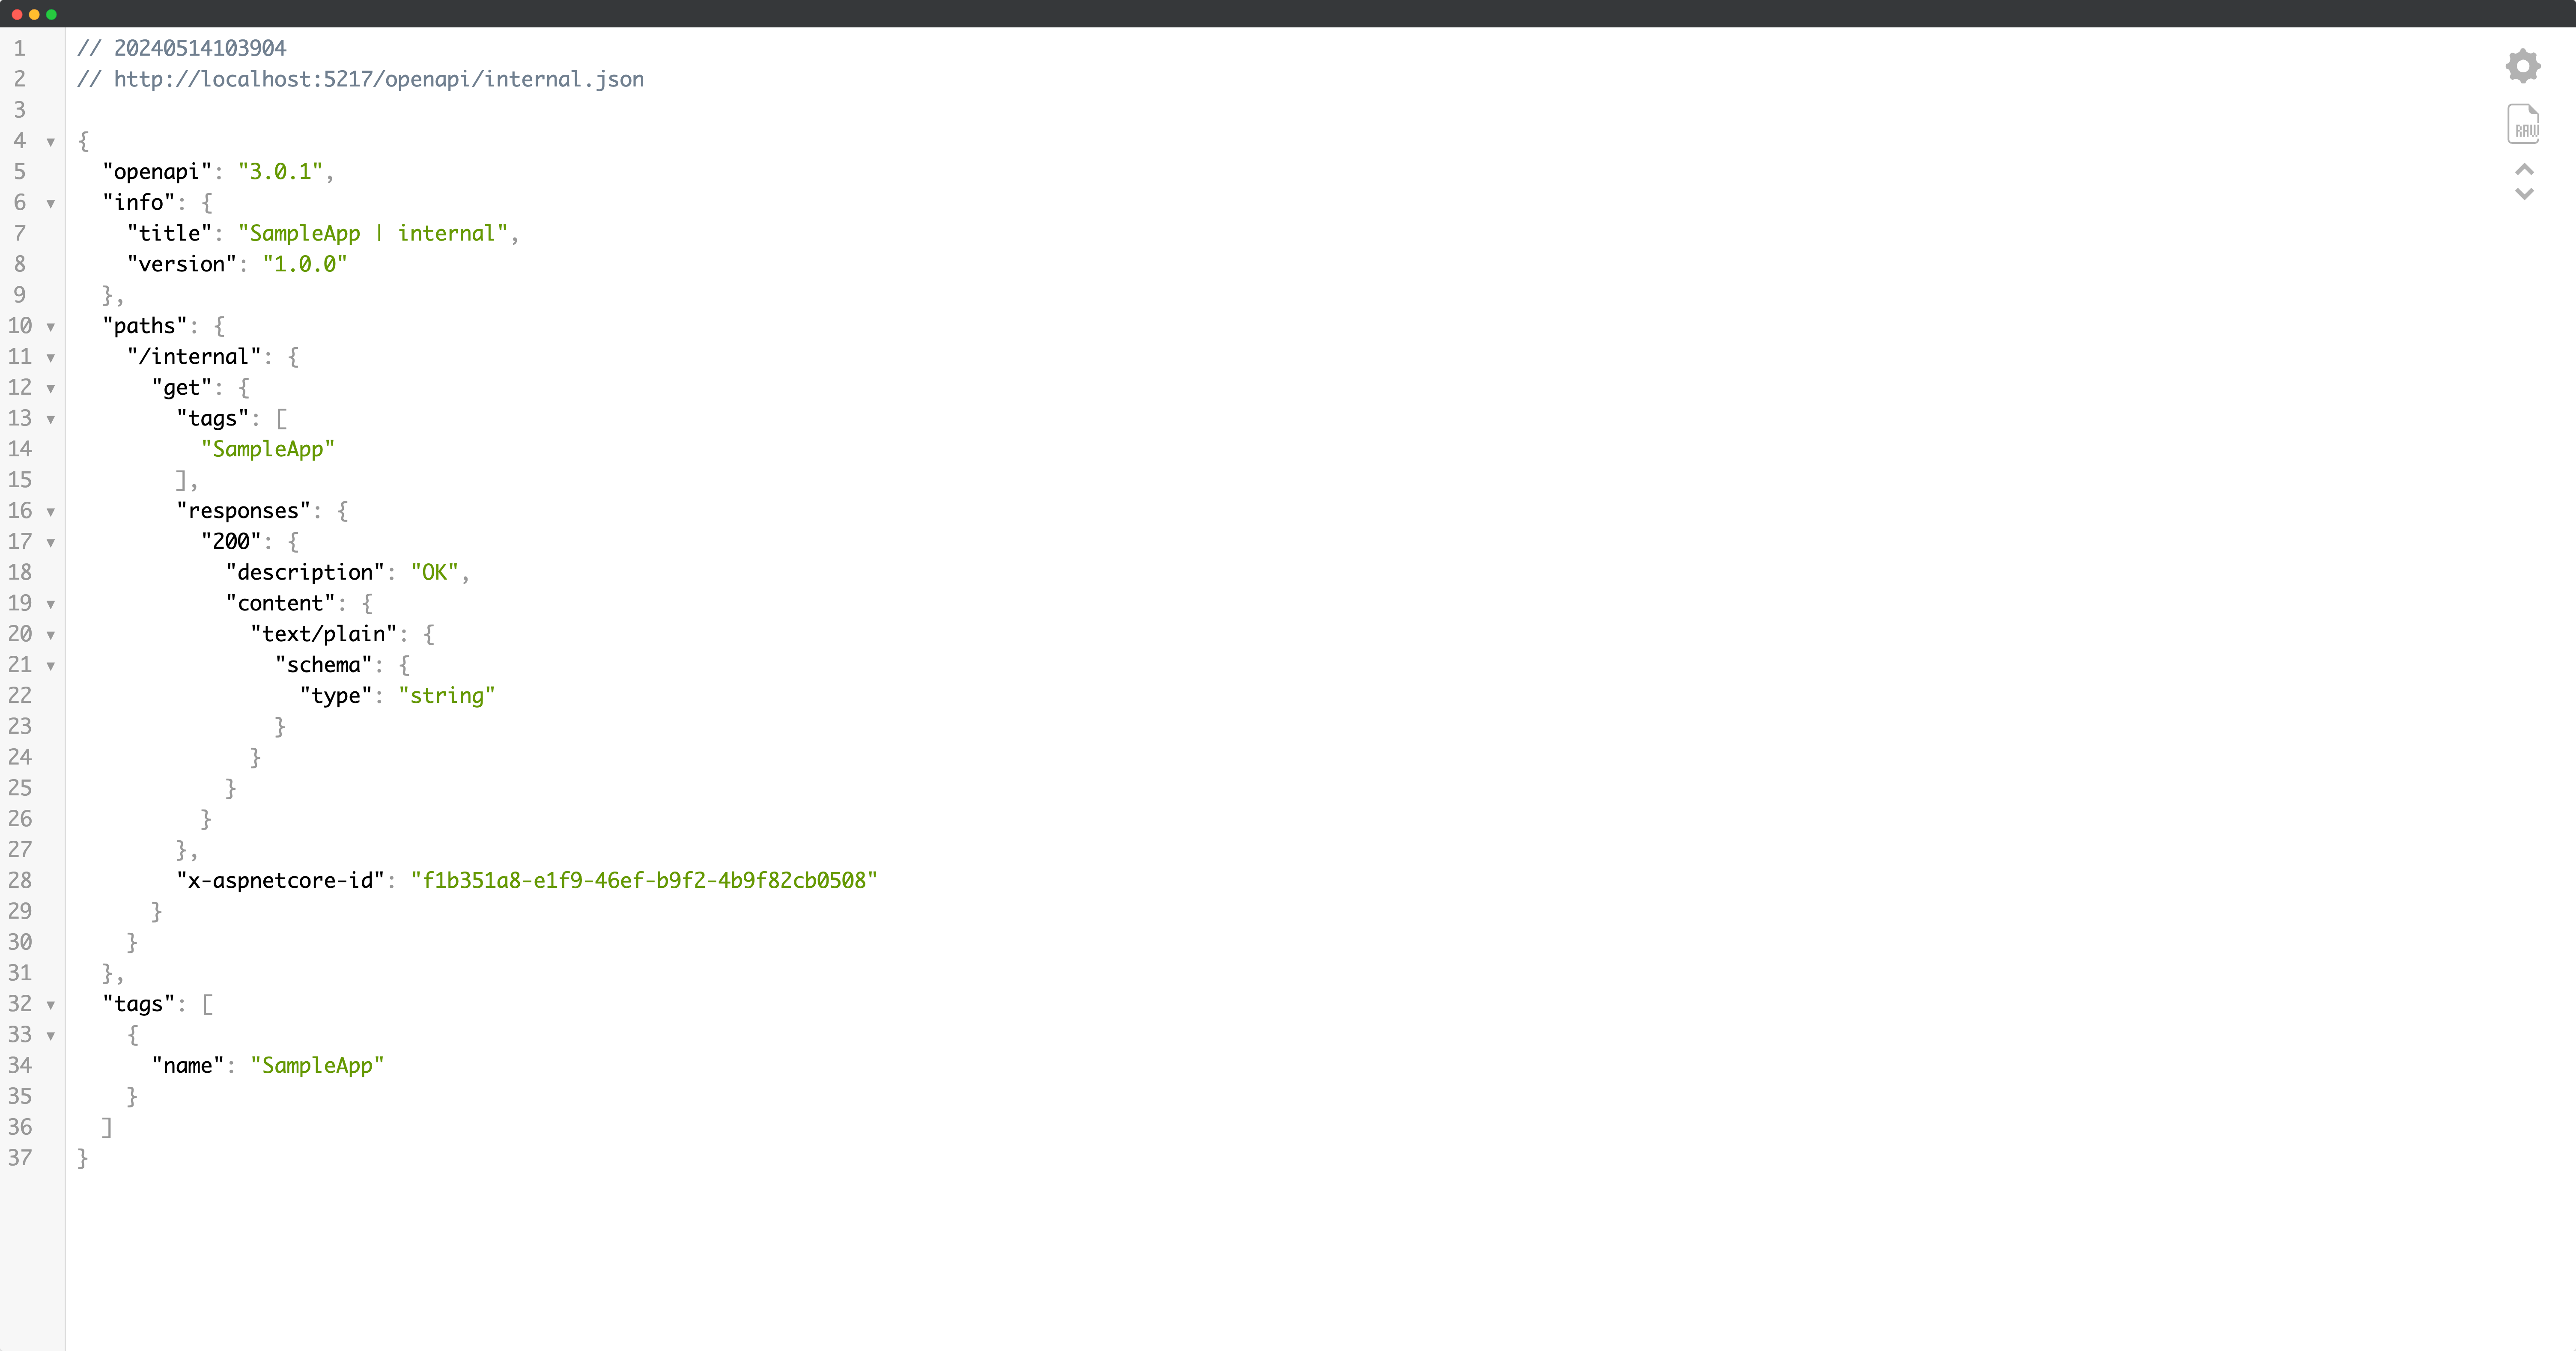 1 // 20240514103904
2 // http://localhost:5217/openapi/internal.json
3
4 {
5   "openapi": "3.0.1",
6   "info": {
7     "title": "SampleApp | internal",
8     "version": "1.0.0"
9   },
10   "paths": {
11     "/internal": {
12       "get": {
13         "tags": [
14           "SampleApp"
15         ],
16         "responses": {
17           "200": {
18             "description": "OK",
19             "content": {
20               "text/plain": {
21                 "schema": {
22                   "type": "string"
23                 }
24               }
25             }
26           }
27         },
28         "x-aspnetcore-id": "f1b351a8-e1f9-46ef-b9f2-4b9f82cb0508"
29       }
30     }
31   },
32   "tags": [
33     {
34       "name": "SampleApp"
35     }
36   ]
37 }
RAW